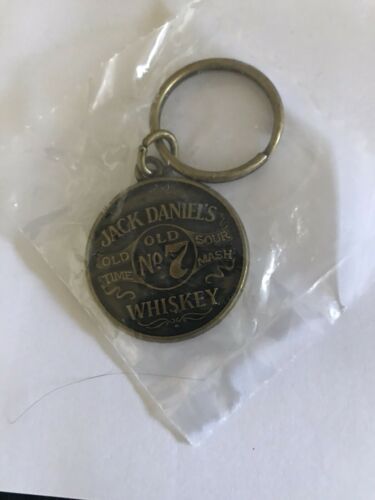 JACK DANIEL'S
OLD TIME
OLD
No. 7
SOUR MASH
WHISKEY